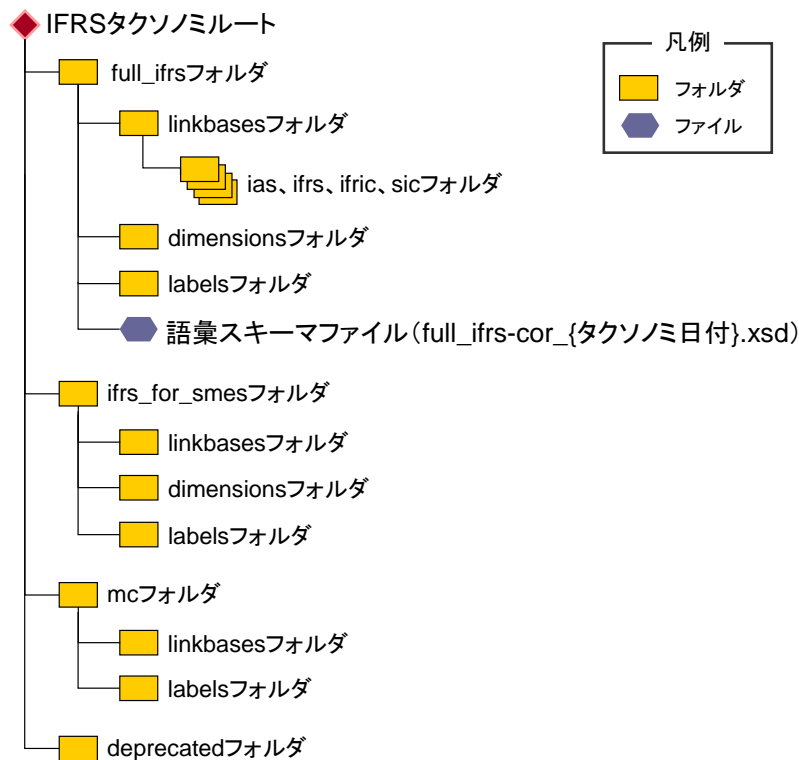 IFRSタクソノミルート
凡例
フォルダ
ファイル
full_ifrsフォルダ
linkbasesフォルダ
ias、ifrs、ifric、sicフォルダ
dimensionsフォルダ
labelsフォルダ
語彙スキーマファイル（full_ifrs-cor_{タクソノミ日付}.xsd）
ifrs_for_smesフォルダ
linkbasesフォルダ
dimensionsフォルダ
labelsフォルダ
mcフォルダ
linkbasesフォルダ
labelsフォルダ
deprecatedフォルダ